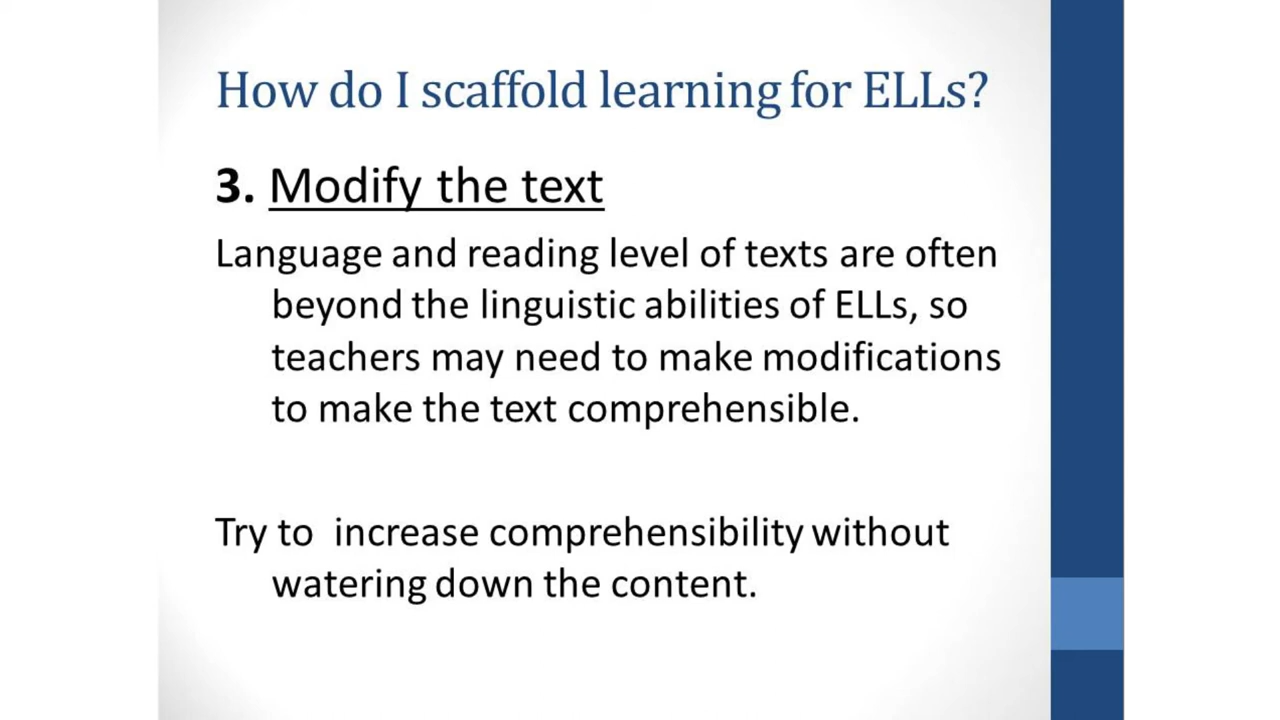 How do I scaffold learning for ELLs?
3. Modify the text
Language and reading level of texts are often
beyond the linguistic abilities of ELLs, so
teachers may need to make modifications
to make the text comprehensible.
Try to  increase comprehensibility without
watering down the content.